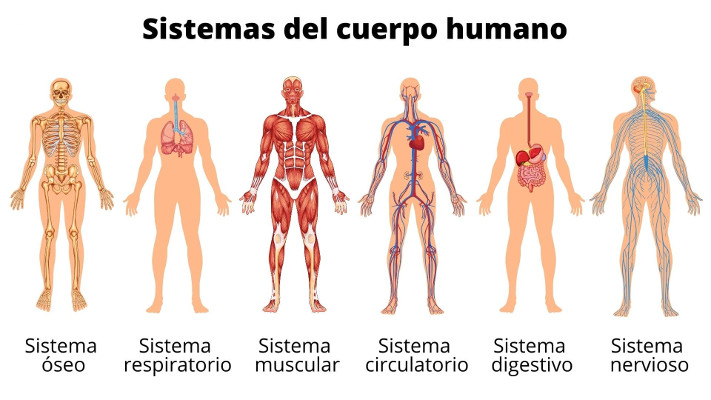 Sistemas del cuerpo humano
Sistema
óseo
Sistema
respiratorio
Sistema
muscular
Sistema
circulatorio
Sistema
digestivo
Sistema
nervioso